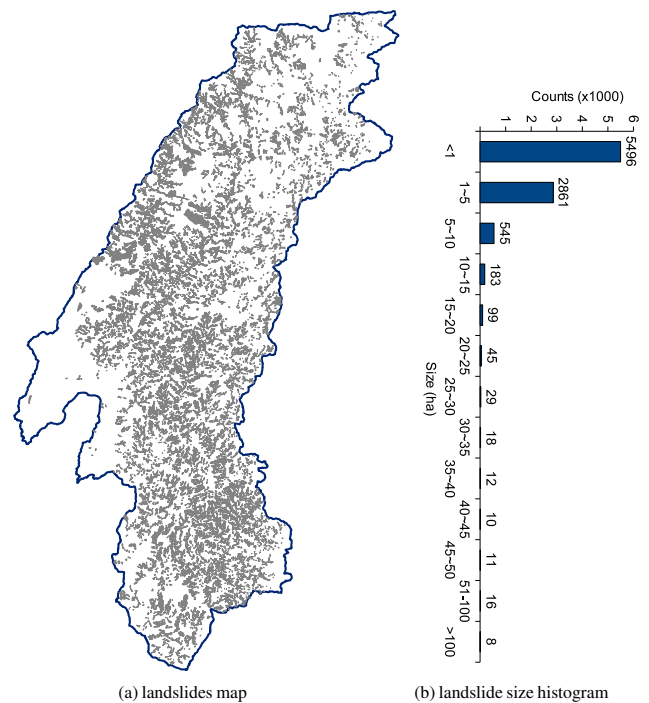 Counts (x1000)
1 2 3 4 5 6
<1 5496
1~5 2861
5~10 545
10~15 183
15~20 99
20~25 45
25~30 29
30~35 18
35~40 12
40~45 10
45~50 11
51-100 16
>100 8
Size (ha)
(a) landslides map
(b) landslide size histogram